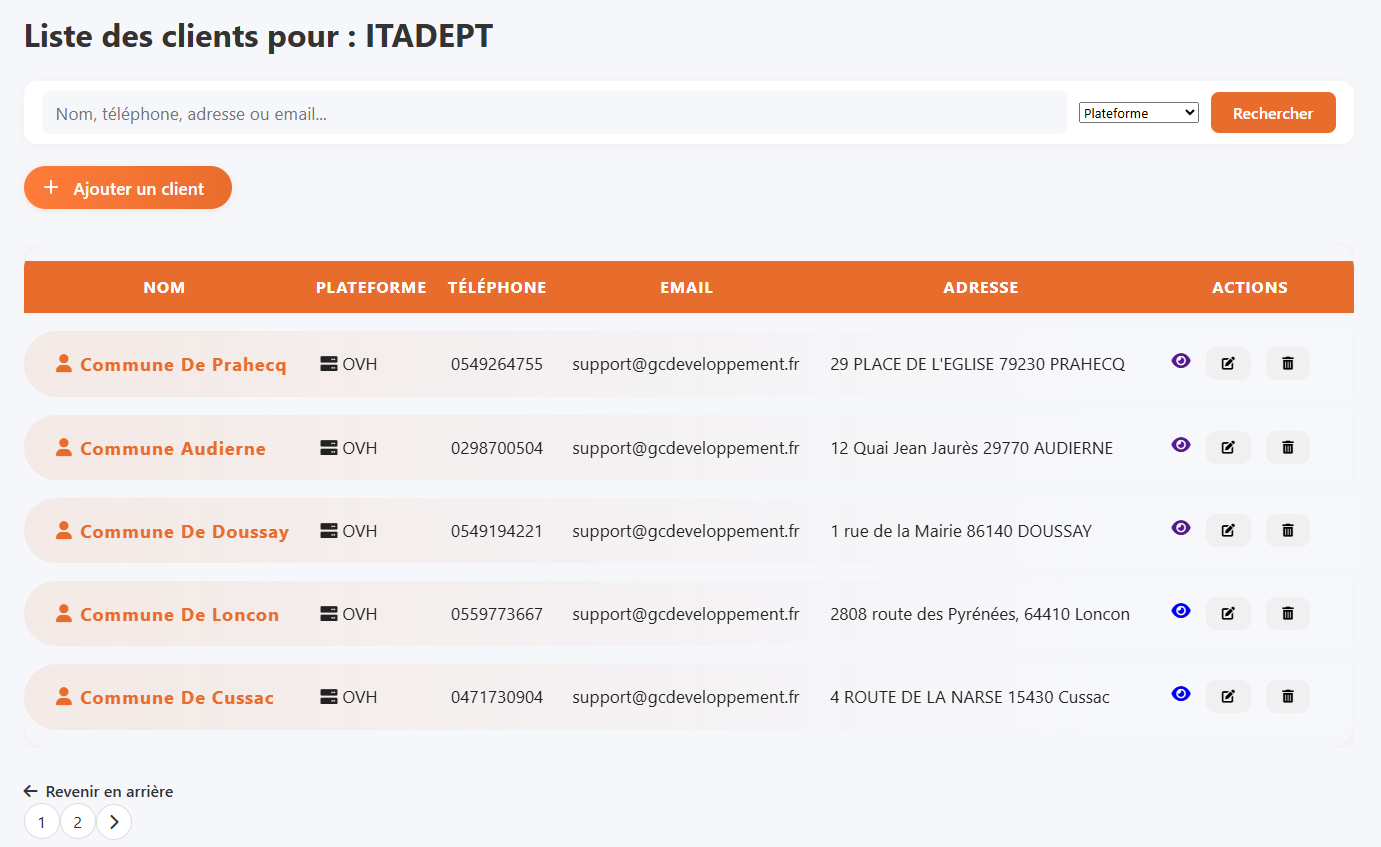 Liste des clients pour : ITADEPT
Nom, téléphone, adresse ou email... Plateforme Rechercher
+ Ajouter un client
NOM PLATEFORME TÉLÉPHONE EMAIL ADRESSE ACTIONS
Commune De Prahecq OVH 0549264755 support@gcdeveloppement.fr 29 PLACE DE L'EGLISE 79230 PRAHECQ
Commune Audierne OVH 0298700504 support@gcdeveloppement.fr 12 Quai Jean Jaurès 29770 AUDIERNE
Commune De Doussay OVH 0549194221 support@gcdeveloppement.fr 1 rue de la Mairie 86140 DOUSSAY
Commune De Loncon OVH 0559773667 support@gcdeveloppement.fr 2808 route des Pyrénées, 64410 Loncon
Commune De Cussac OVH 0471730904 support@gcdeveloppement.fr 4 ROUTE DE LA NARSE 15430 Cussac
Revenir en arrière
1 2